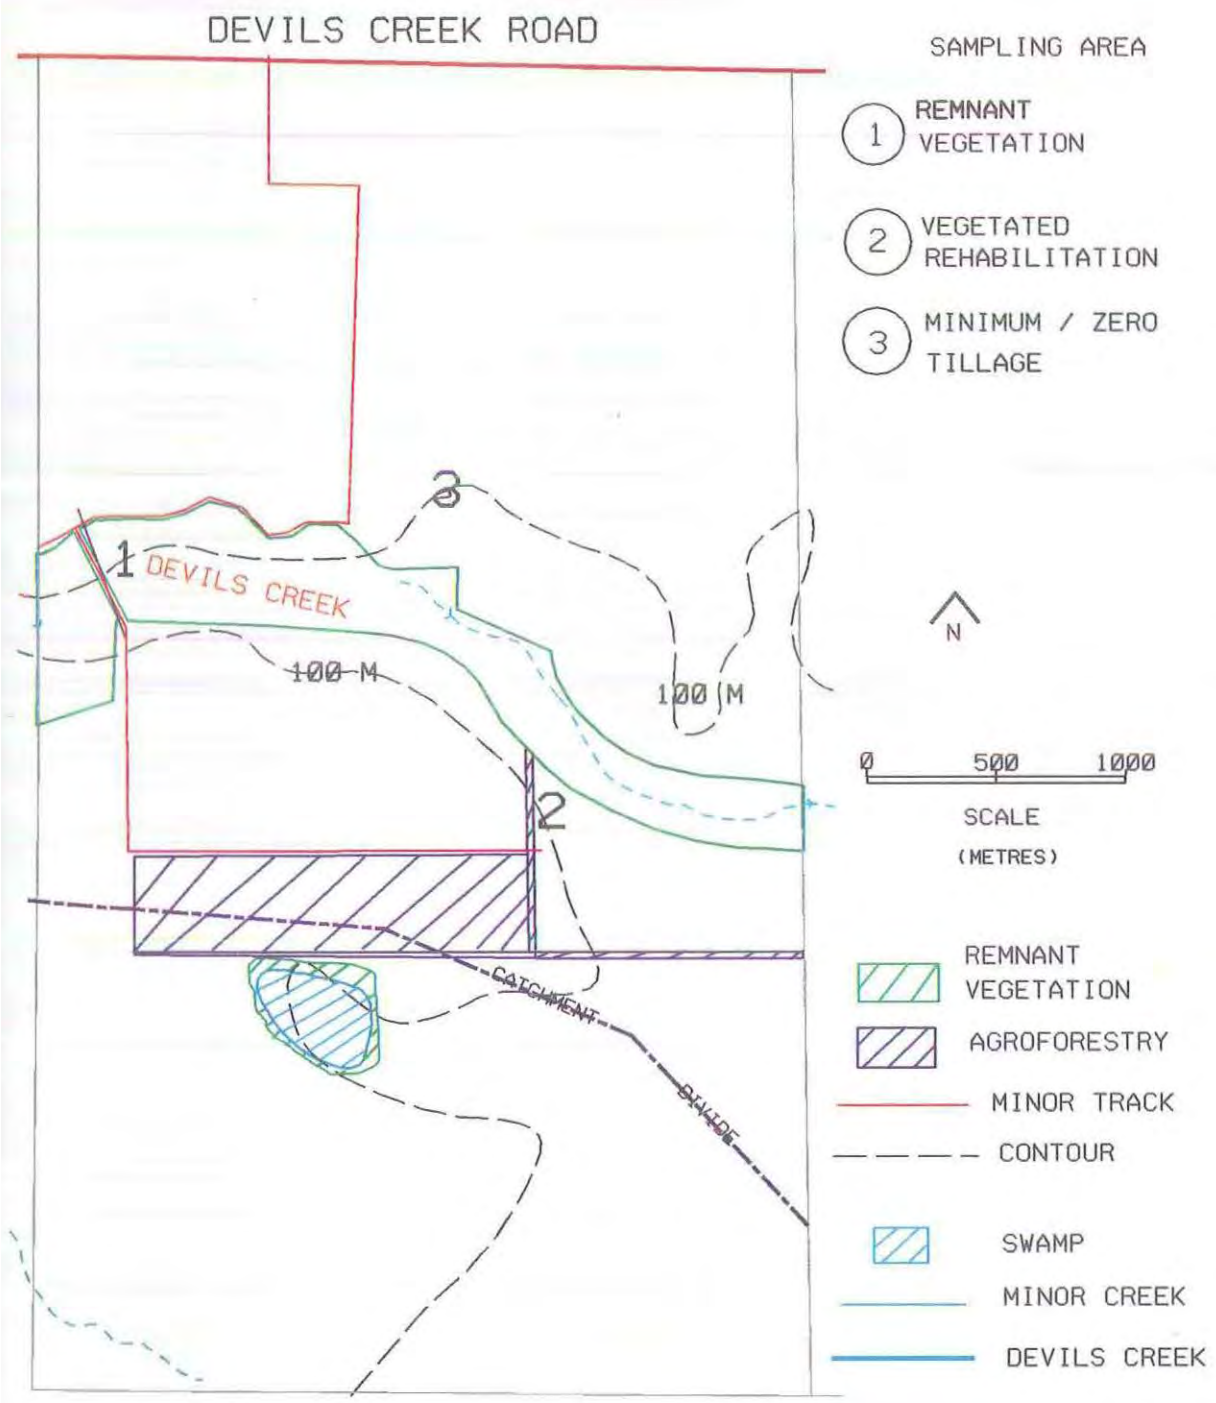 DEVILS CREEK ROAD
SAMPLING AREA
1
REMNANT
VEGETATION
2
VEGETATED
REHABILITATION
3
MINIMUM / ZERO
TILLAGE
3
1
DEVILS CREEK
N
100 M
100 M
0 500 1000
SCALE
(METRES)
2
REMNANT
VEGETATION
CATCHMENT
AGROFORESTRY
DIVIDE
MINOR TRACK
CONTOUR
SWAMP
MINOR CREEK
DEVILS CREEK